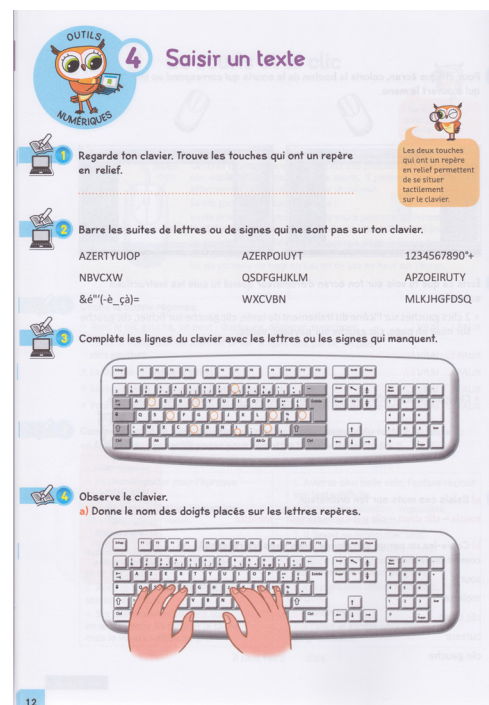 OUTILS
NUMÉRIQUES
4 Saisir un texte
Les deux touches
qui ont un repère
en relief permettent
de se situer
tactilement
sur le clavier.
1 Regarde ton clavier. Trouve les touches qui ont un repère
en relief.
2 Barre les suites de lettres ou de signes qui ne sont pas sur ton clavier.
AZERTYUIOP AZERPOIUYT 1234567890°+
NBVCXW QSDFGHJKLM APZOEIRUTY
&é"'(-è_çà)= WXCVBN MLKJHGFDSQ
3 Complète les lignes du clavier avec les lettres ou les signes qui manquent.
4 Observe le clavier.
a) Donne le nom des doigts placés sur les lettres repères.
12